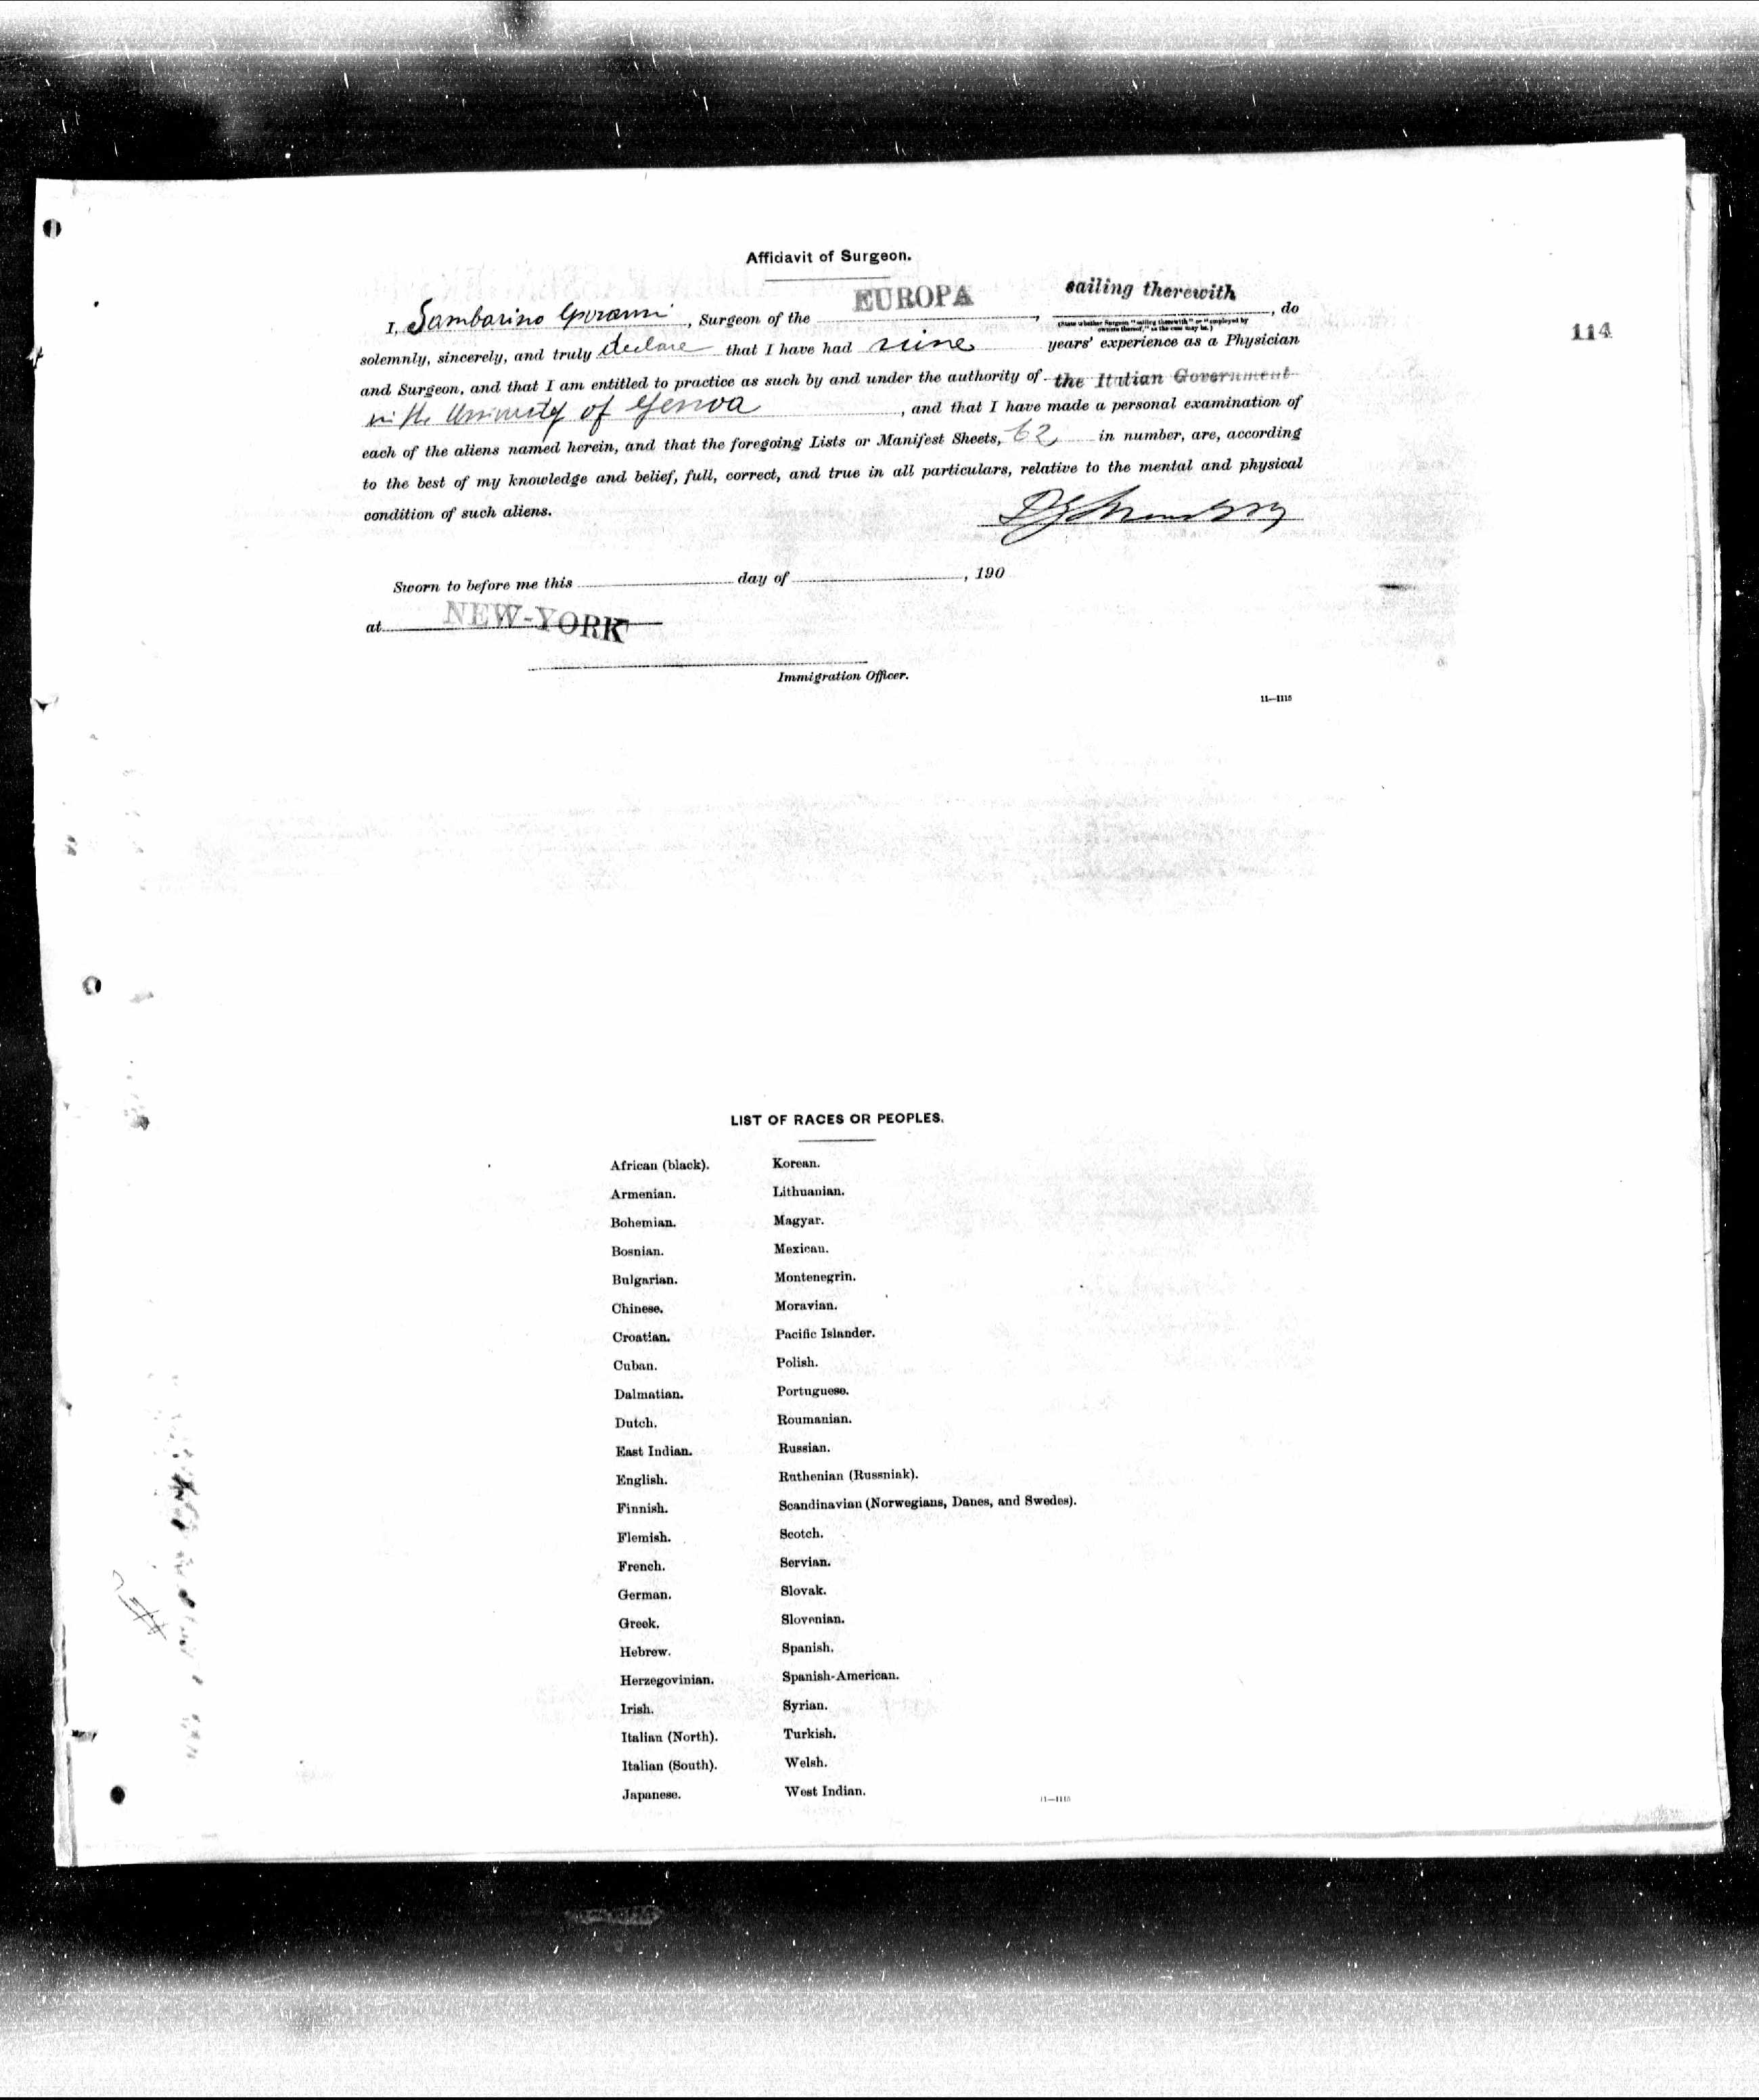 Affidavit of Surgeon.
114
I, Sambarino Giovanni, Surgeon of the EUROPA, sailing therewith, do
(State whether Surgeon "sailing therewith" or "employed by
owners thereof," as the case may be.)
solemnly, sincerely, and truly declare that I have had nine years' experience as a Physician
and Surgeon, and that I am entitled to practice as such by and under the authority of the Italian Government
in the University of Genoa, and that I have made a personal examination of
each of the aliens named herein, and that the foregoing Lists or Manifest Sheets, 62, in number, are, according
to the best of my knowledge and belief, full, correct, and true in all particulars, relative to the mental and physical
condition of such aliens.
Sworn to before me this day of , 190
at NEW-YORK
Immigration Officer.
11—1115
LIST OF RACES OR PEOPLES.
African (black). Korean.
Armenian. Lithuanian.
Bohemian. Magyar.
Bosnian. Mexican.
Bulgarian. Montenegrin.
Chinese. Moravian.
Croatian. Pacific Islander.
Cuban. Polish.
Dalmatian. Portuguese.
Dutch. Roumanian.
East Indian. Russian.
English. Ruthenian (Russniak).
Finnish. Scandinavian (Norwegians, Danes, and Swedes).
Flemish. Scotch.
French. Servian.
German. Slovak.
Greek. Slovenian.
Hebrew. Spanish.
Herzegovinian. Spanish-American.
Irish. Syrian.
Italian (North). Turkish.
Italian (South). Welsh.
Japanese. West Indian.
11—1115